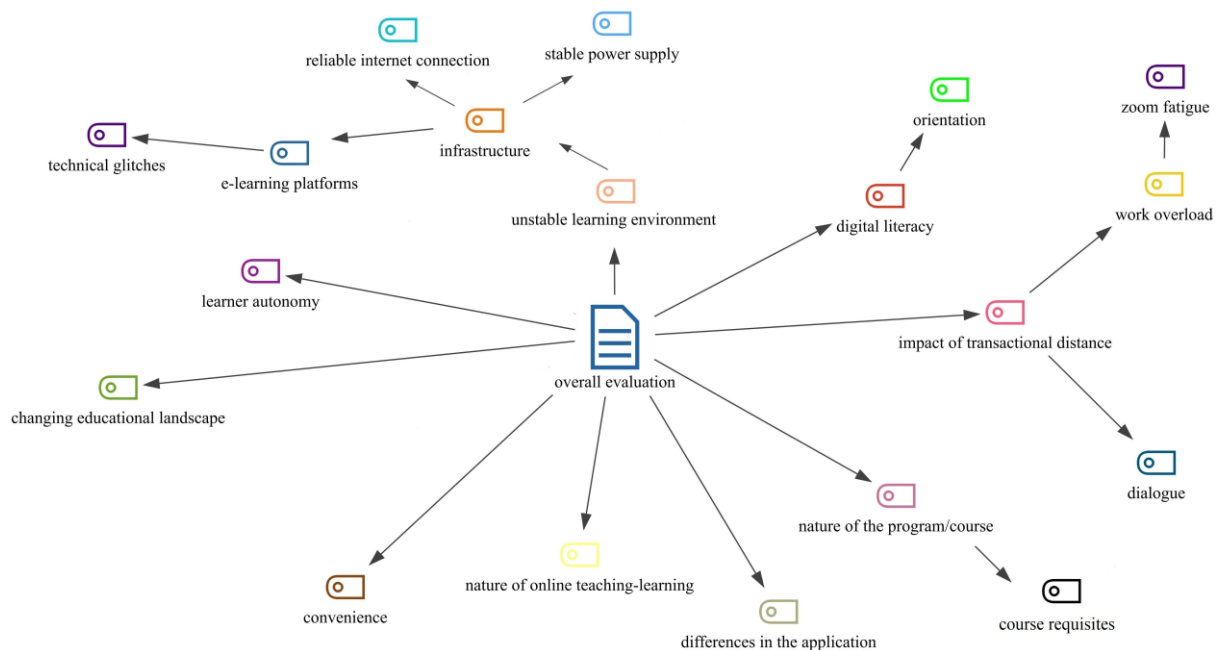 stable power supply
reliable internet connection
zoom fatigue
orientation
infrastructure
technical glitches
e-learning platforms
unstable learning environment
digital literacy
work overload
learner autonomy
impact of transactional distance
overall evaluation
changing educational landscape
dialogue
nature of the program/course
nature of online teaching-learning
convenience
differences in the application
course requisites